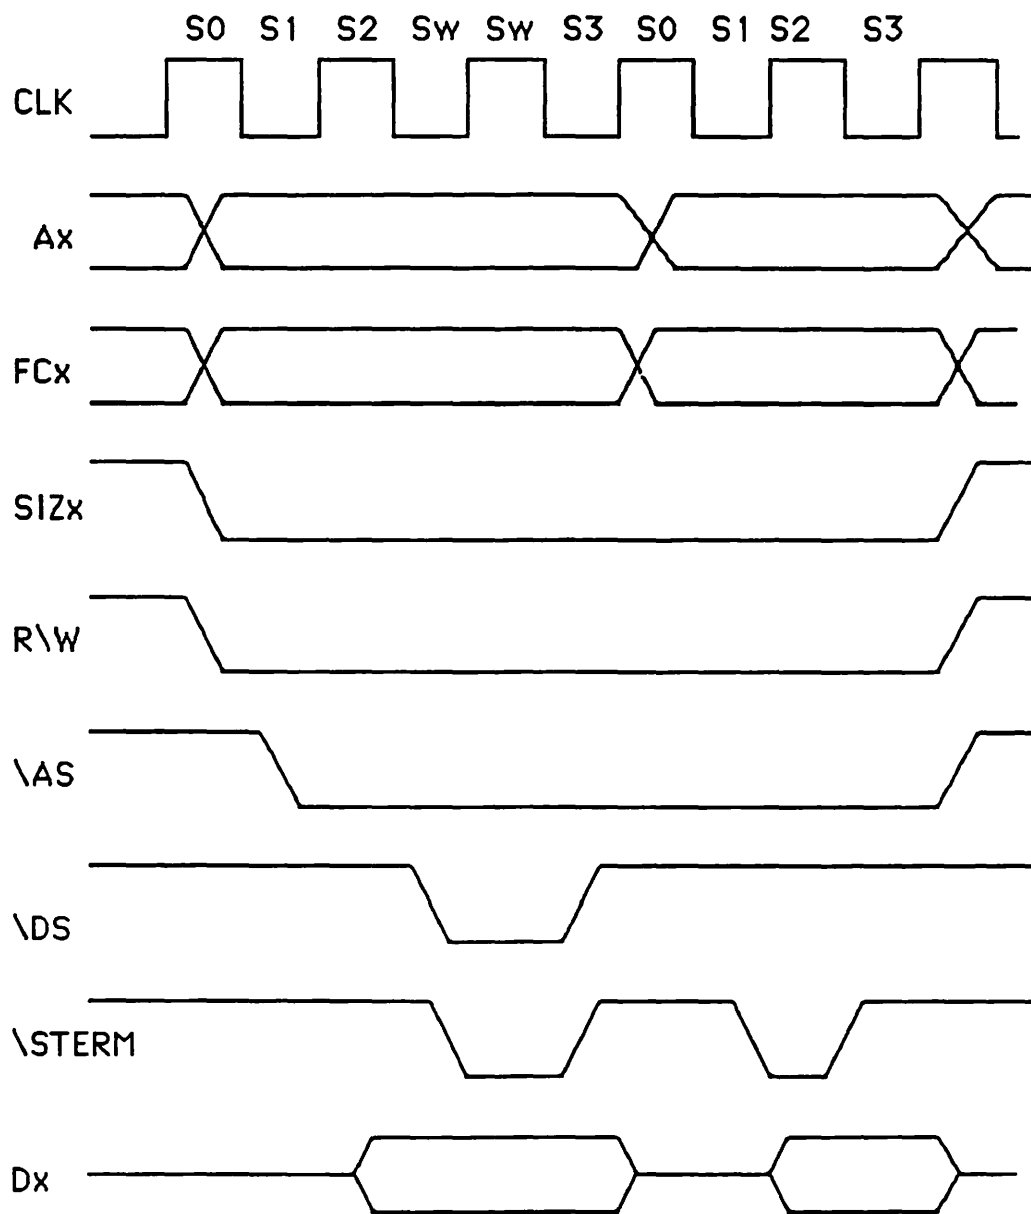 S0 S1 S2 Sw Sw S3 S0 S1 S2 S3
CLK
Ax
FCx
SIZx
R\W
\AS
\DS
\STERM
Dx